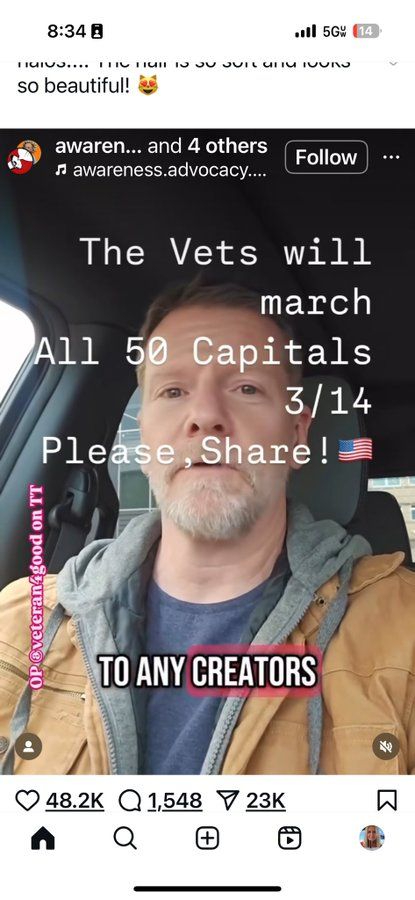 8:34
5G
14
halos.... The hair is so soft and looks
so beautiful! 😻
awaren... and 4 others
Follow
♫ awareness.advocacy....
The Vets will
march
All 50 Capitals
3/14
Please,Share!🇺🇸
OP @veteran4good on TT
TO ANY CREATORS
48.2K 1,548 23K